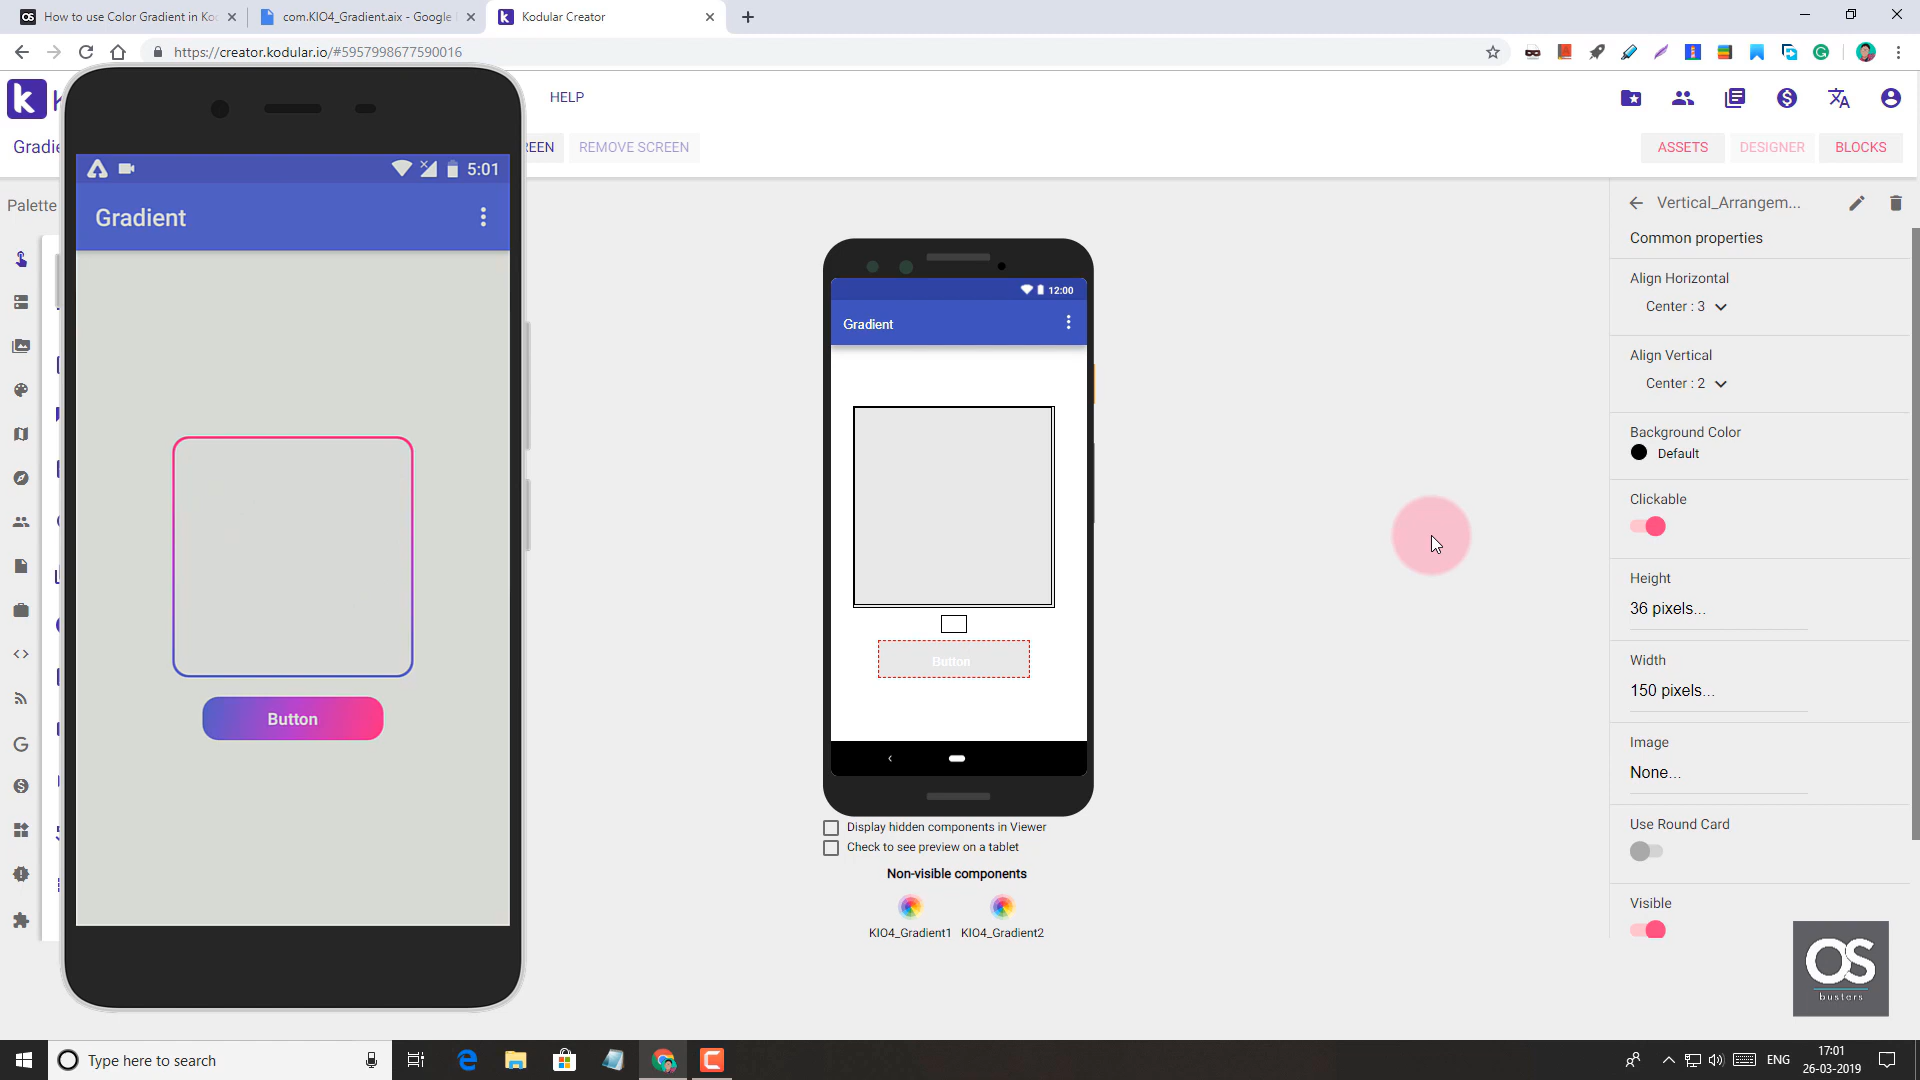 How to use Color Gradient in Ko
com.KIO4_Gradient.aix - Google
Kodular Creator
https://creator.kodular.io/#5957998677590016
HELP
Gradie
EEN
REMOVE SCREEN
ASSETS
DESIGNER
BLOCKS
Palette
5:01
Gradient
Button
12:00
Gradient
Button
Display hidden components in Viewer
Check to see preview on a tablet
Non-visible components
KIO4_Gradient1
KIO4_Gradient2
Vertical_Arrangem...
Common properties
Align Horizontal
Center : 3
Align Vertical
Center : 2
Background Color
Default
Clickable
Height
36 pixels...
Width
150 pixels...
Image
None...
Use Round Card
Visible
OS
busters
Type here to search
ENG
17:01
26-03-2019